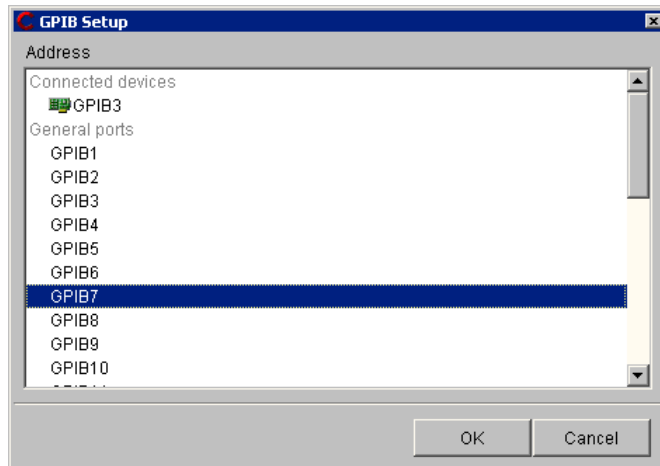 GPIB Setup
Address
Connected devices
GPIB3
General ports
GPIB1
GPIB2
GPIB3
GPIB4
GPIB5
GPIB6
GPIB7
GPIB8
GPIB9
GPIB10
OK
Cancel